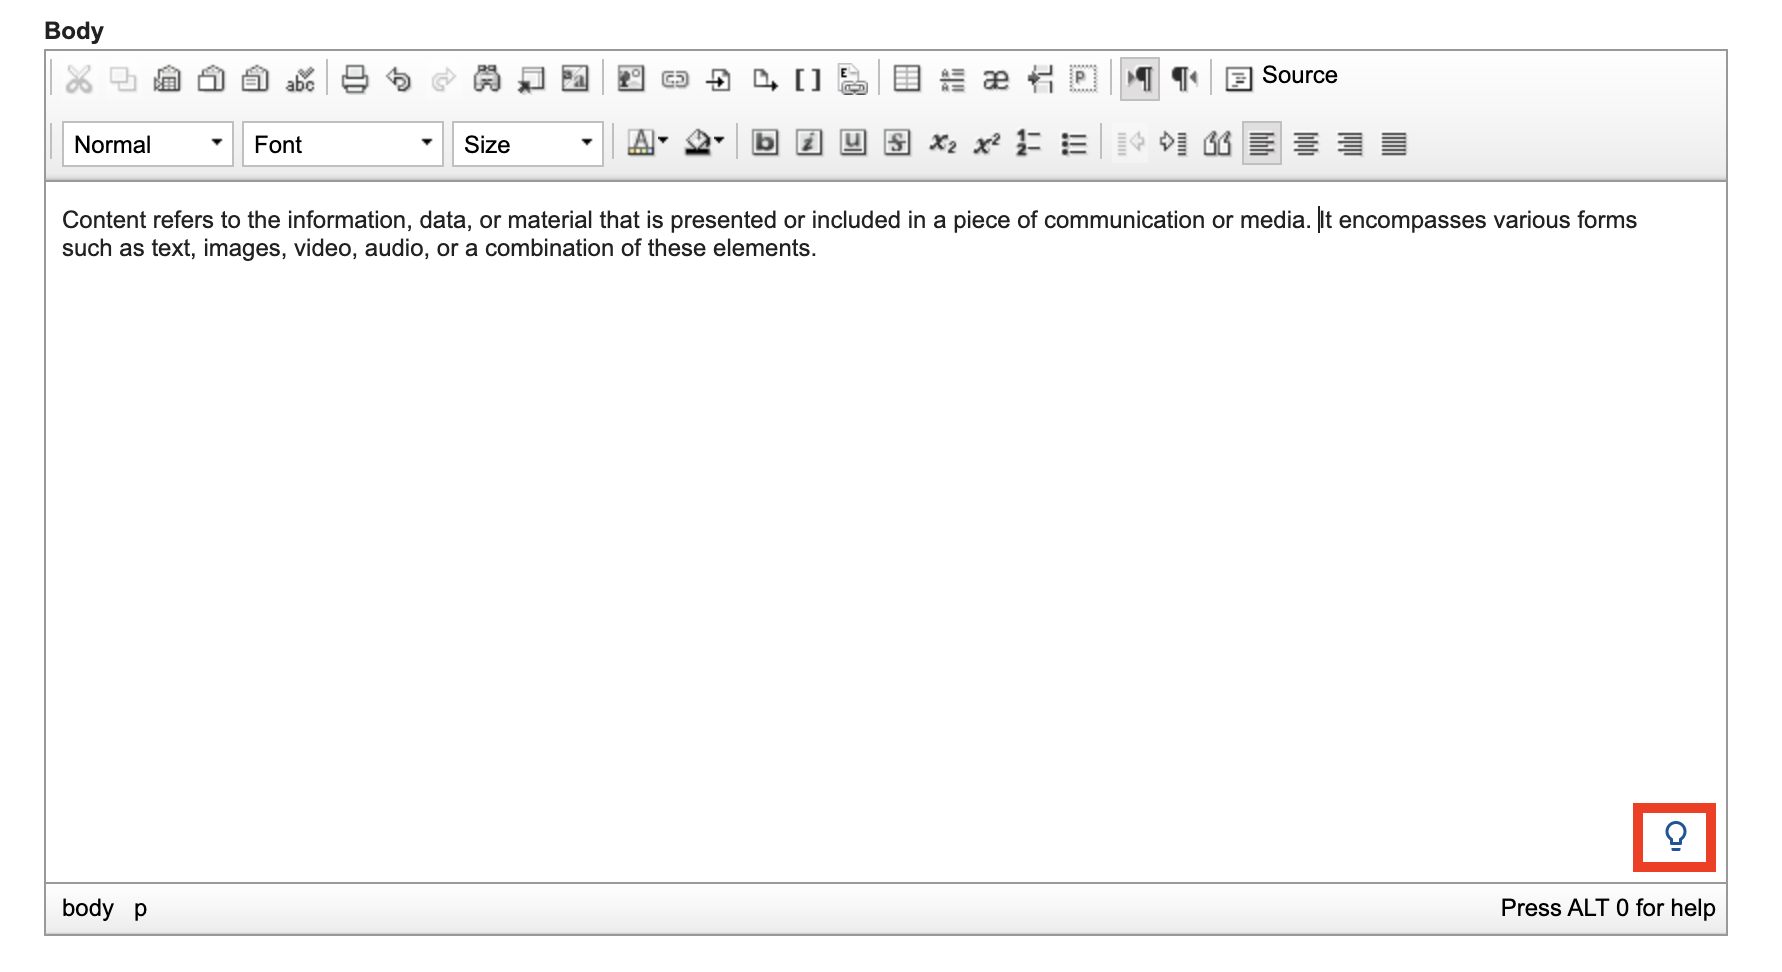 Body
Source
Normal Font Size
Content refers to the information, data, or material that is presented or included in a piece of communication or media. It encompasses various forms
such as text, images, video, audio, or a combination of these elements.
body p Press ALT 0 for help